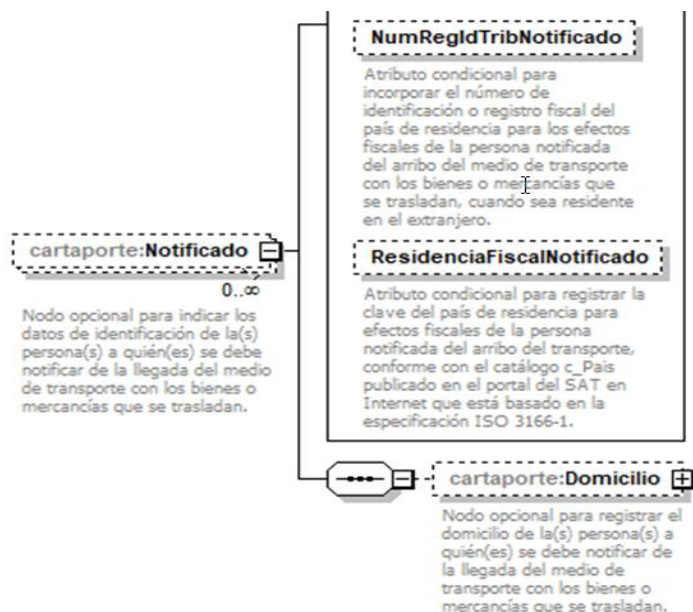 NumRegIdTribNotificado
Atributo condicional para
incorporar el número de
identificación o registro fiscal del
país de residencia para los efectos
fiscales de la persona notificada
del arribo del medio de transporte
con los bienes o mercancías que
se trasladan, cuando sea residente
en el extranjero.
cartaporte:Notificado
0..∞
Nodo opcional para indicar los
datos de identificación de la(s)
persona(s) a quién(es) se debe
notificar de la llegada del medio
de transporte con los bienes o
mercancías que se trasladan.
ResidenciaFiscalNotificado
Atributo condicional para registrar la
clave del país de residencia para
efectos fiscales de la persona
notificada del arribo del transporte,
conforme con el catálogo c_Pais
publicado en el portal del SAT en
Internet que está basado en la
especificación ISO 3166-1.
cartaporte:Domicilio
Nodo opcional para registrar el
domicilio de la(s) persona(s) a
quién(es) se debe notificar de
la llegada del medio de
transporte con los bienes o
mercancías que se trasladan.